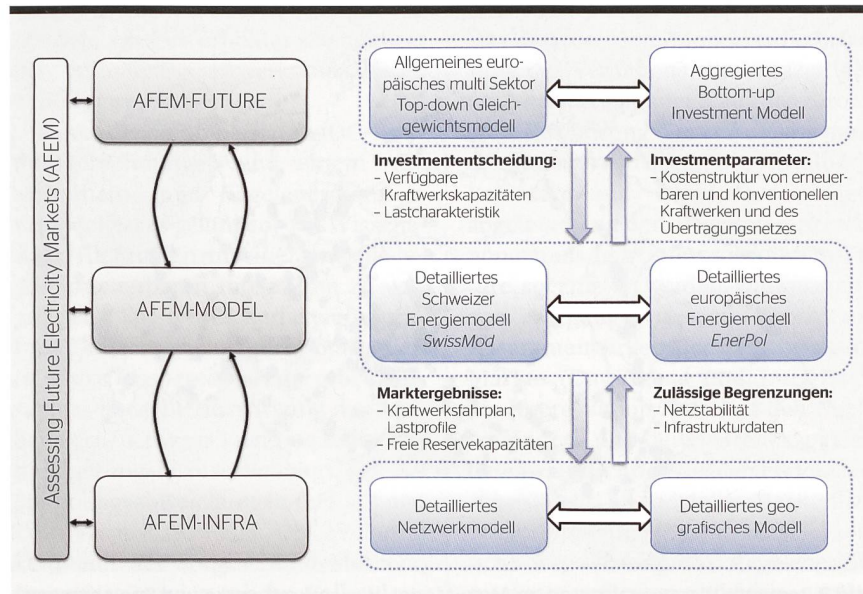 Assessing Future Electricity Markets (AFEM)
AFEM-FUTURE
AFEM-MODEL
AFEM-INFRA
Allgemeines euro-
päisches multi Sektor
Top-down Gleich-
gewichtsmodell
Aggregiertes
Bottom-up
Investment Modell
Investmententscheidung:
– Verfügbare
Kraftwerkskapazitäten
– Lastcharakteristik
Investmentparameter:
– Kostenstruktur von erneuer-
baren und konventionellen
Kraftwerken und des
Übertragungsnetzes
Detailliertes
Schweizer
Energiemodell
SwissMod
Detailliertes
europäisches
Energiemodell
EnerPol
Marktergebnisse:
– Kraftwerksfahrplan,
Lastprofile
– Freie Reservekapazitäten
Zulässige Begrenzungen:
– Netzstabilität
– Infrastrukturdaten
Detailliertes
Netzwerkmodell
Detailliertes geo-
grafisches Modell